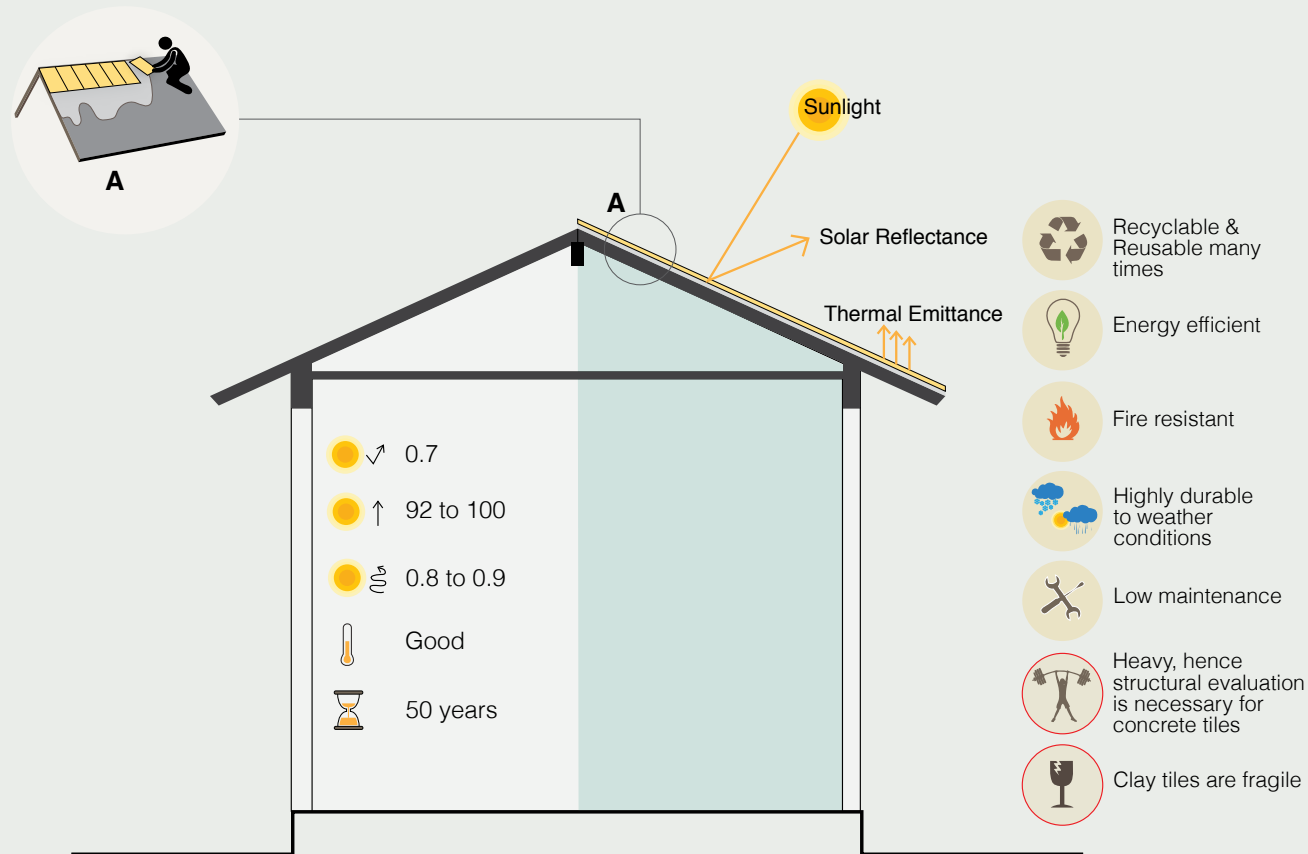 A
Sunlight
A
Solar Reflectance
Thermal Emittance
0.7
92 to 100
0.8 to 0.9
Good
50 years
Recyclable &
Reusable many
times
Energy efficient
Fire resistant
Highly durable
to weather
conditions
Low maintenance
Heavy, hence
structural evaluation
is necessary for
concrete tiles
Clay tiles are fragile